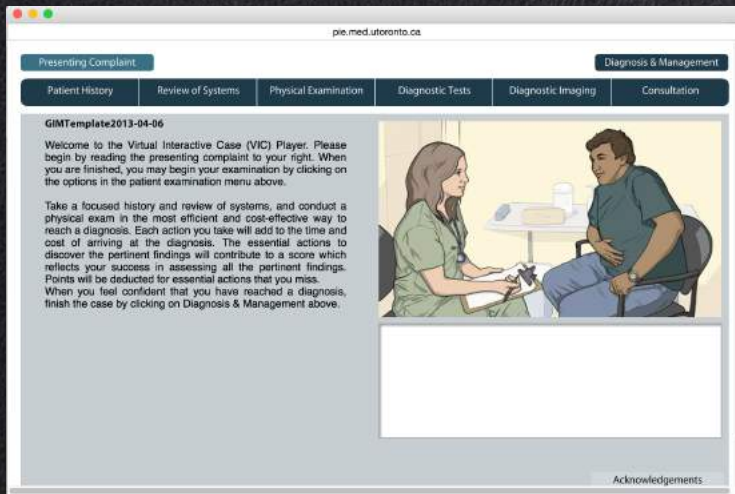 pie.med.utoronto.ca
Presenting Complaint
Diagnosis & Management
Patient History
Review of Systems
Physical Examination
Diagnostic Tests
Diagnostic Imaging
Consultation
GIMTemplate2013-04-06
Welcome to the Virtual Interactive Case (VIC) Player. Please
begin by reading the presenting complaint to your right. When
you are finished, you may begin your examination by clicking on
the options in the patient examination menu above.
Take a focused history and review of systems, and conduct a
physical exam in the most efficient and cost-effective way to
reach a diagnosis. Each action you take will add to the time and
cost of arriving at the diagnosis. The essential actions to
discover the pertinent findings will contribute to a score which
reflects your success in assessing all the pertinent findings.
Points will be deducted for essential actions that you miss.
When you feel confident that you have reached a diagnosis,
finish the case by clicking on Diagnosis & Management above.
Acknowledgements